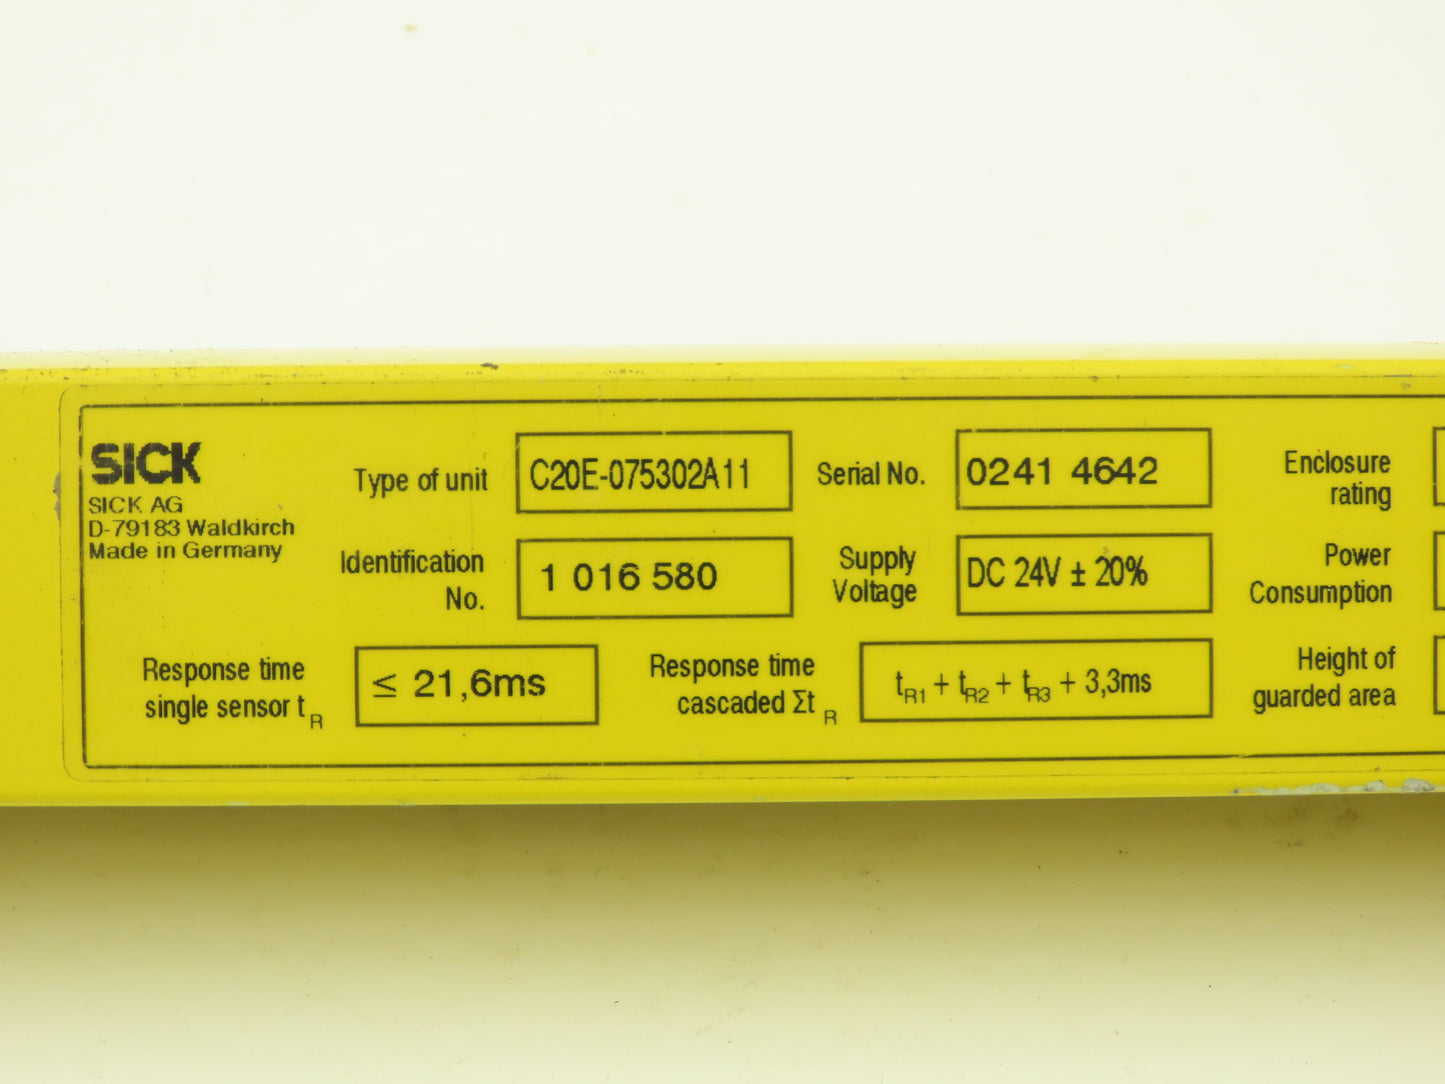 SICK
SICK AG
D-79183 Waldkirch
Made in Germany
Type of unit C20E-075302A11
Serial No. 0241 4642
Enclosure
rating
Identification
No. 1 016 580
Supply
Voltage DC 24V ± 20%
Power
Consumption
Response time
single sensor t R ≤ 21,6ms
Response time
cascaded Σt R tR1 + tR2 + tR3 + 3,3ms
Height of
guarded area